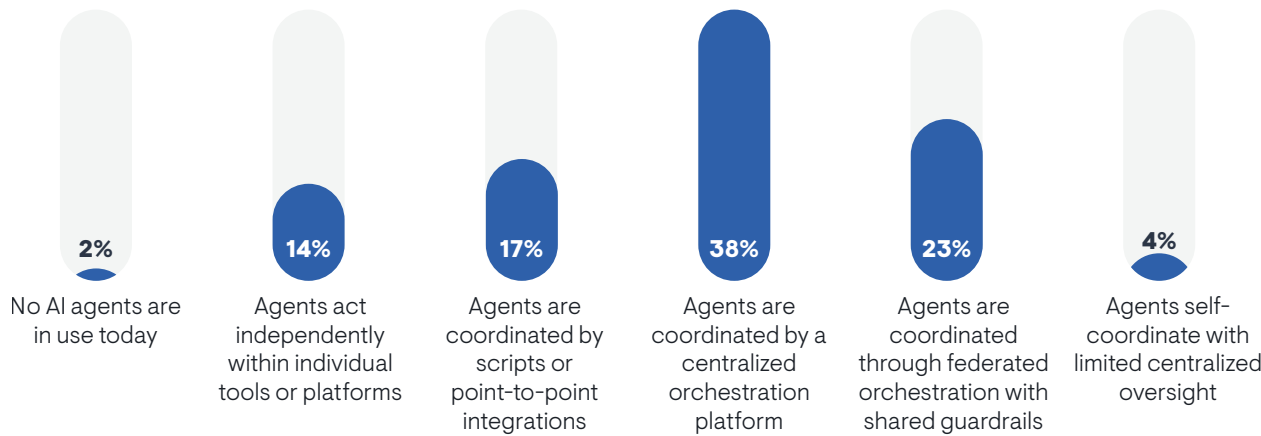 2%
No AI agents are
in use today
14%
Agents act
independently
within individual
tools or platforms
17%
Agents are
coordinated by
scripts or
point-to-point
integrations
38%
Agents are
coordinated by a
centralized
orchestration
platform
23%
Agents are
coordinated
through federated
orchestration with
shared guardrails
4%
Agents self-
coordinate with
limited centralized
oversight